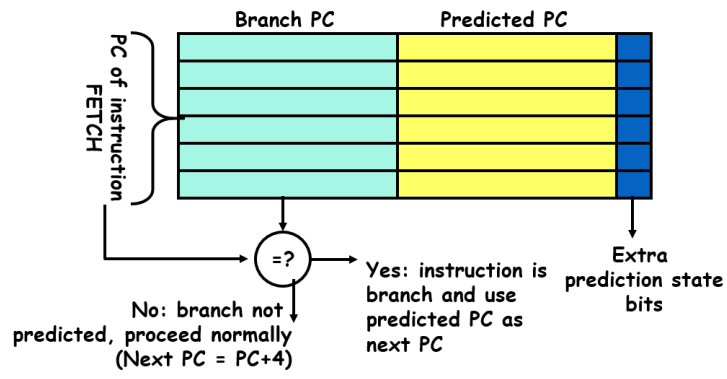 Branch PC
Predicted PC
PC of instruction
FETCH
=?
Yes: instruction is
branch and use
predicted PC as
next PC
Extra
prediction state
bits
No: branch not
predicted, proceed normally
(Next PC = PC+4)